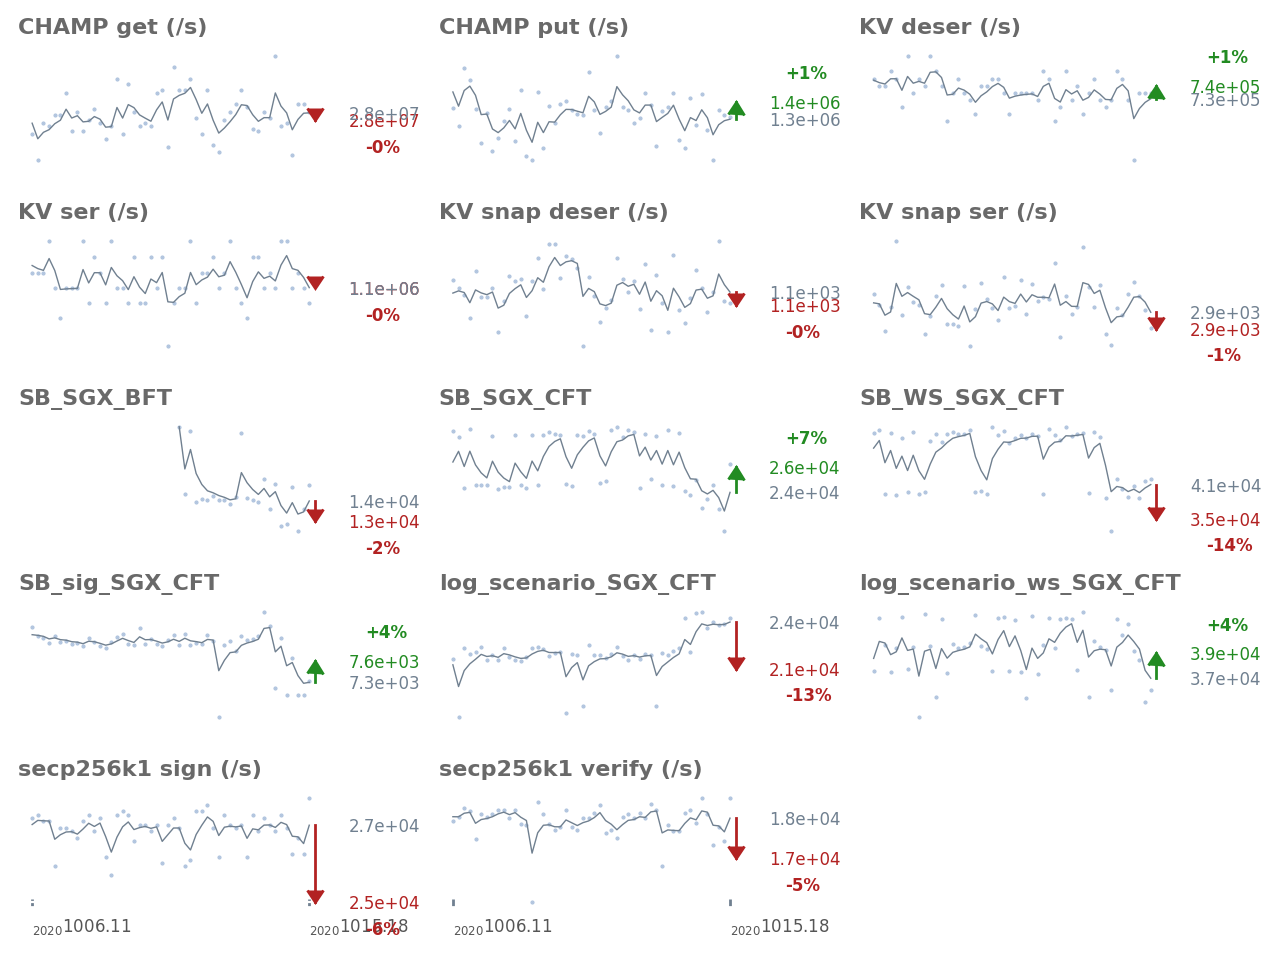 CHAMP get (/s)
2.8e+07
2.8e+07
-0%
CHAMP put (/s)
+1%
1.4e+06
1.3e+06
KV deser (/s)
+1%
7.4e+05
7.3e+05
KV ser (/s)
1.1e+06
-0%
KV snap deser (/s)
1.1e+03
1.1e+03
-0%
KV snap ser (/s)
2.9e+03
2.9e+03
-1%
SB_SGX_BFT
1.4e+04
1.3e+04
-2%
SB_SGX_CFT
+7%
2.6e+04
2.4e+04
SB_WS_SGX_CFT
4.1e+04
3.5e+04
-14%
SB_sig_SGX_CFT
+4%
7.6e+03
7.3e+03
log_scenario_SGX_CFT
2.4e+04
2.1e+04
-13%
log_scenario_ws_SGX_CFT
+4%
3.9e+04
3.7e+04
secp256k1 sign (/s)
2.7e+04
2.5e+04
-6%
2020 1006.11
2020 1015.18
secp256k1 verify (/s)
1.8e+04
1.7e+04
-5%
2020 1006.11
2020 1015.18